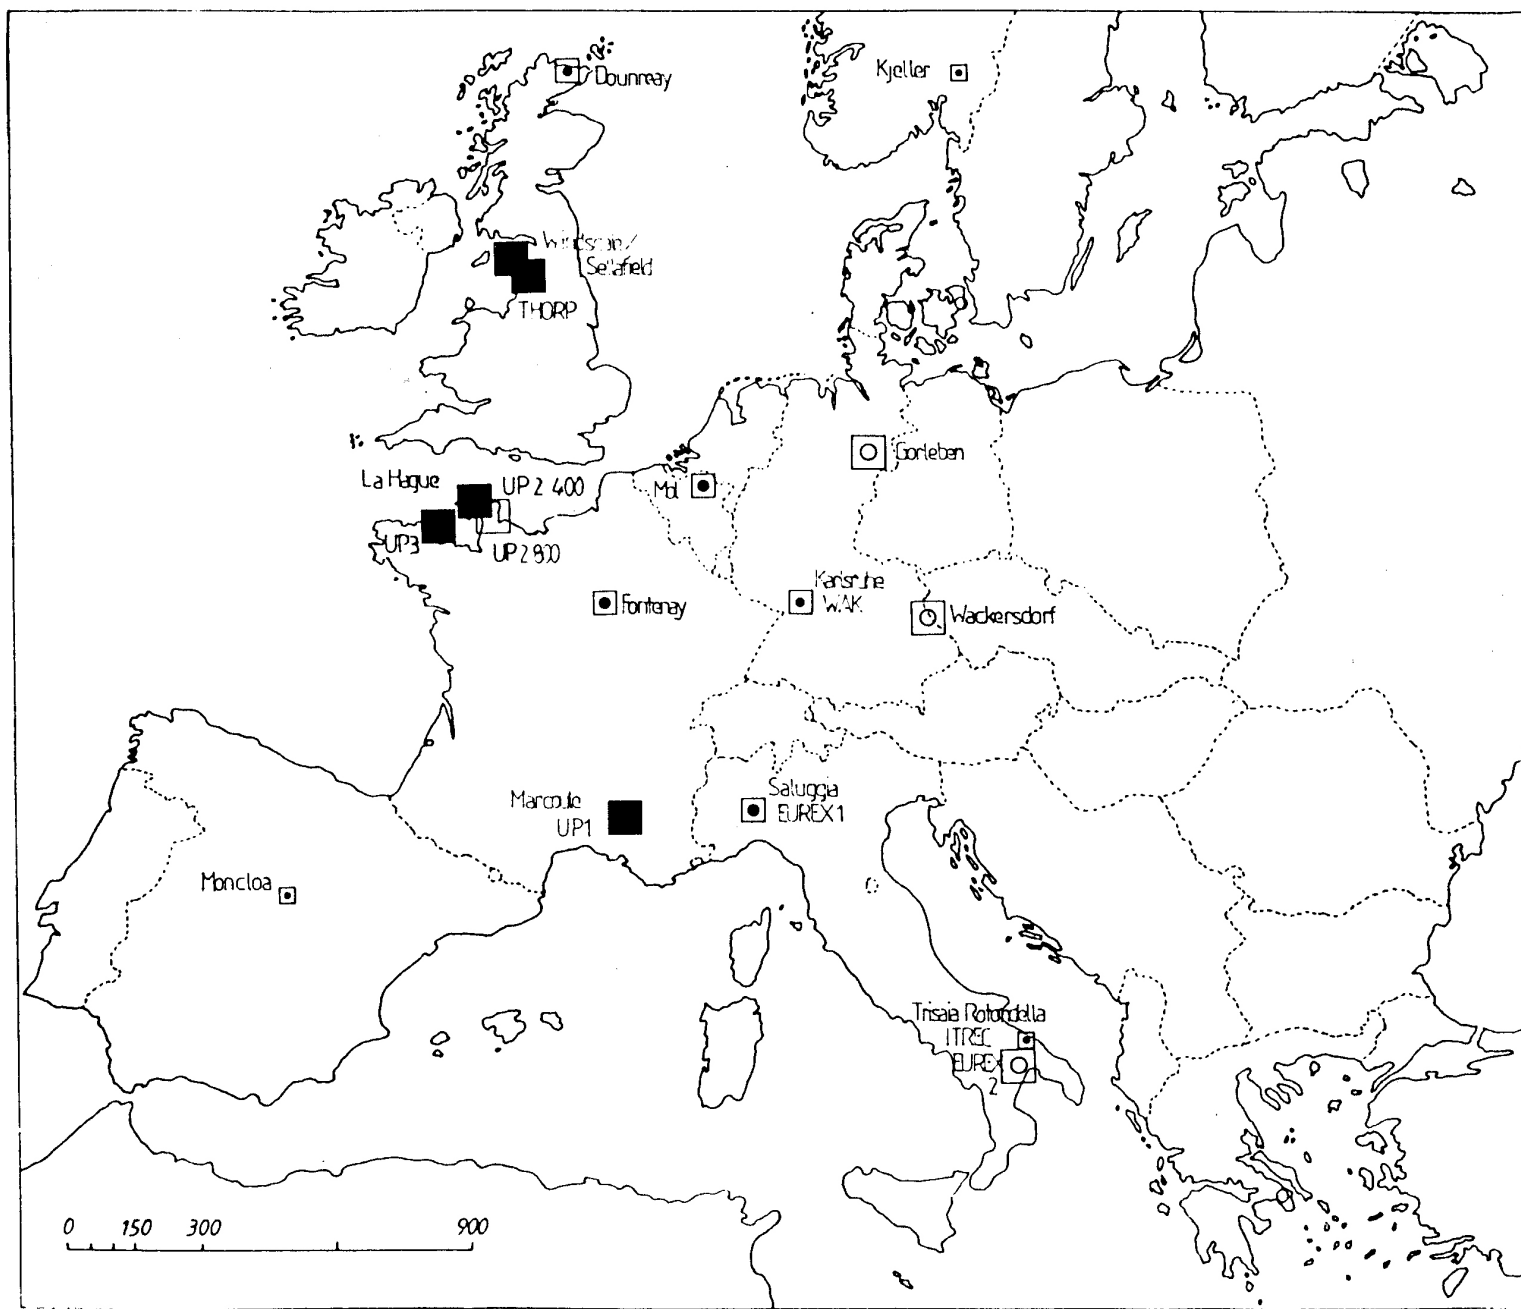 Dounreay
Kjeller
Windscale/
Sellafield
THORP
Gorleben
La Hague
UP 2 400
Mol
UP3
UP 2 800
Karlsruhe
WAK
Fontenay
Wackersdorf
Saluggia
EUREX 1
Marcoule
UP1
Moncloa
Trisaia Rotondella
ITREC
EUREX
2
0 150 300 900